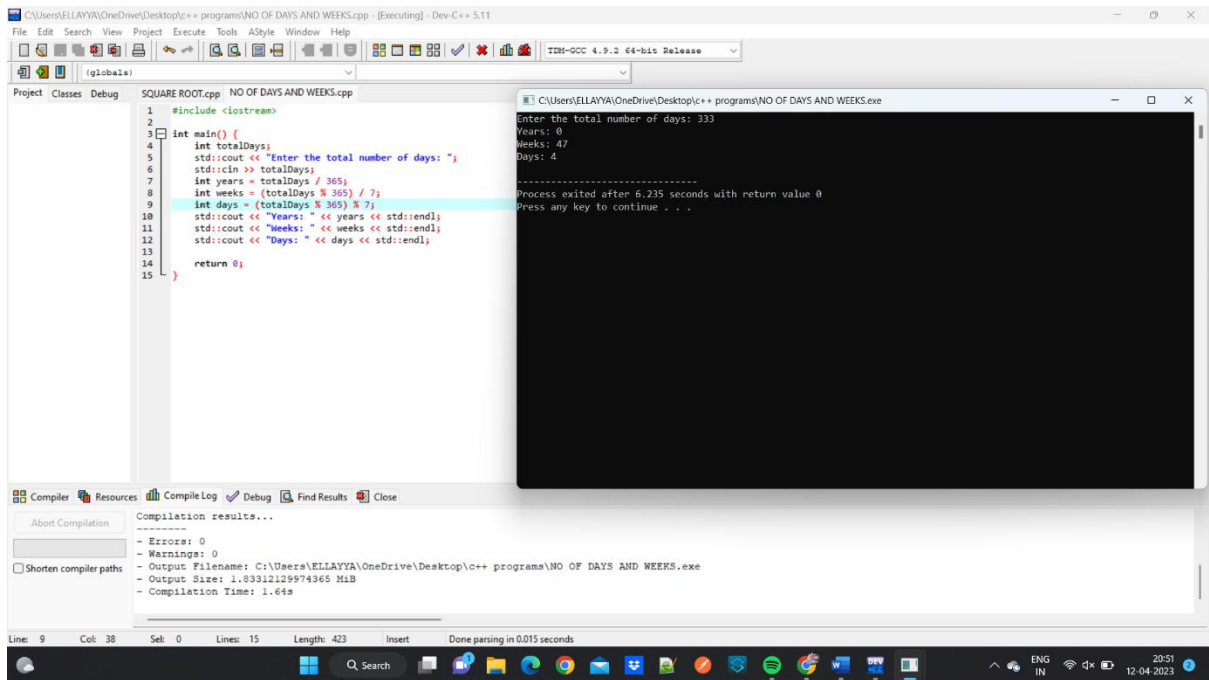 C:\Users\ELLAYYA\OneDrive\Desktop\c++ programs\NO OF DAYS AND WEEKS.cpp - [Executing] - Dev-C++ 5.11
File Edit Search View Project Execute Tools AStyle Window Help
TDM-GCC 4.9.2 64-bit Release
(globals)
Project Classes Debug
SQUARE ROOT.cpp NO OF DAYS AND WEEKS.cpp
1 #include <iostream>
2
3 int main() {
4 int totalDays;
5 std::cout << "Enter the total number of days: ";
6 std::cin >> totalDays;
7 int years = totalDays / 365;
8 int weeks = (totalDays % 365) / 7;
9 int days = (totalDays % 365) % 7;
10 std::cout << "Years: " << years << std::endl;
11 std::cout << "Weeks: " << weeks << std::endl;
12 std::cout << "Days: " << days << std::endl;
13
14 return 0;
15 }
C:\Users\ELLAYYA\OneDrive\Desktop\c++ programs\NO OF DAYS AND WEEKS.exe
Enter the total number of days: 333
Years: 0
Weeks: 47
Days: 4
--------------------------------
Process exited after 6.235 seconds with return value 0
Press any key to continue . . .
Compiler Resources Compile Log Debug Find Results Close
Abort Compilation
Shorten compiler paths
Compilation results...
--------
- Errors: 0
- Warnings: 0
- Output Filename: C:\Users\ELLAYYA\OneDrive\Desktop\c++ programs\NO OF DAYS AND WEEKS.exe
- Output Size: 1.83312129974365 MiB
- Compilation Time: 1.64s
Line: 9 Col: 38 Sel: 0 Lines: 15 Length: 423 Insert Done parsing in 0.015 seconds
Search
DEV
ENG
IN
20:51
12-04-2023
2